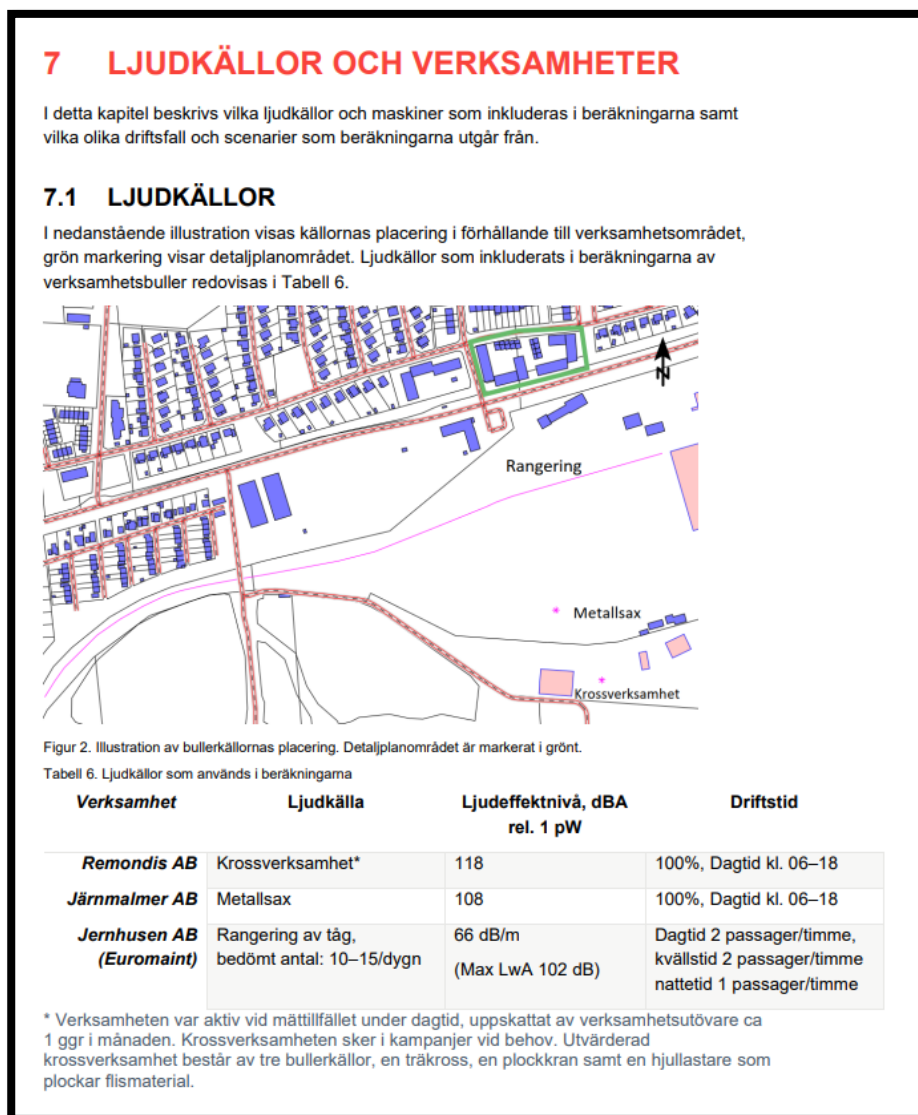 7 LJUDKÄLLOR OCH VERKSAMHETER
I detta kapitel beskrivs vilka ljudkällor och maskiner som inkluderas i beräkningarna samt
vilka olika driftsfall och scenarier som beräkningarna utgår från.
7.1 LJUDKÄLLOR
I nedanstående illustration visas källornas placering i förhållande till verksamhetsområdet,
grön markering visar detaljplanområdet. Ljudkällor som inkluderats i beräkningarna av
verksamhetsbuller redovisas i Tabell 6.
N
Rangering
Metallsax
Krossverksamhet
Figur 2. Illustration av bullerkällornas placering. Detaljplanområdet är markerat i grönt.
Tabell 6. Ljudkällor som används i beräkningarna
Verksamhet Ljudkälla Ljudeffektnivå, dBA Driftstid
rel. 1 pW
Remondis AB Krossverksamhet* 118 100%, Dagtid kl. 06–18
Järnmalmer AB Metallsax 108 100%, Dagtid kl. 06–18
Jernhusen AB Rangering av tåg, 66 dB/m Dagtid 2 passager/timme,
(Euromaint) bedömt antal: 10–15/dygn (Max LwA 102 dB) kvällstid 2 passager/timme
nattetid 1 passager/timme
* Verksamheten var aktiv vid mättillfället under dagtid, uppskattat av verksamhetsutövare ca
1 ggr i månaden. Krossverksamheten sker i kampanjer vid behov. Utvärderad
krossverksamhet består av tre bullerkällor, en träkross, en plockkran samt en hjullastare som
plockar flismaterial.